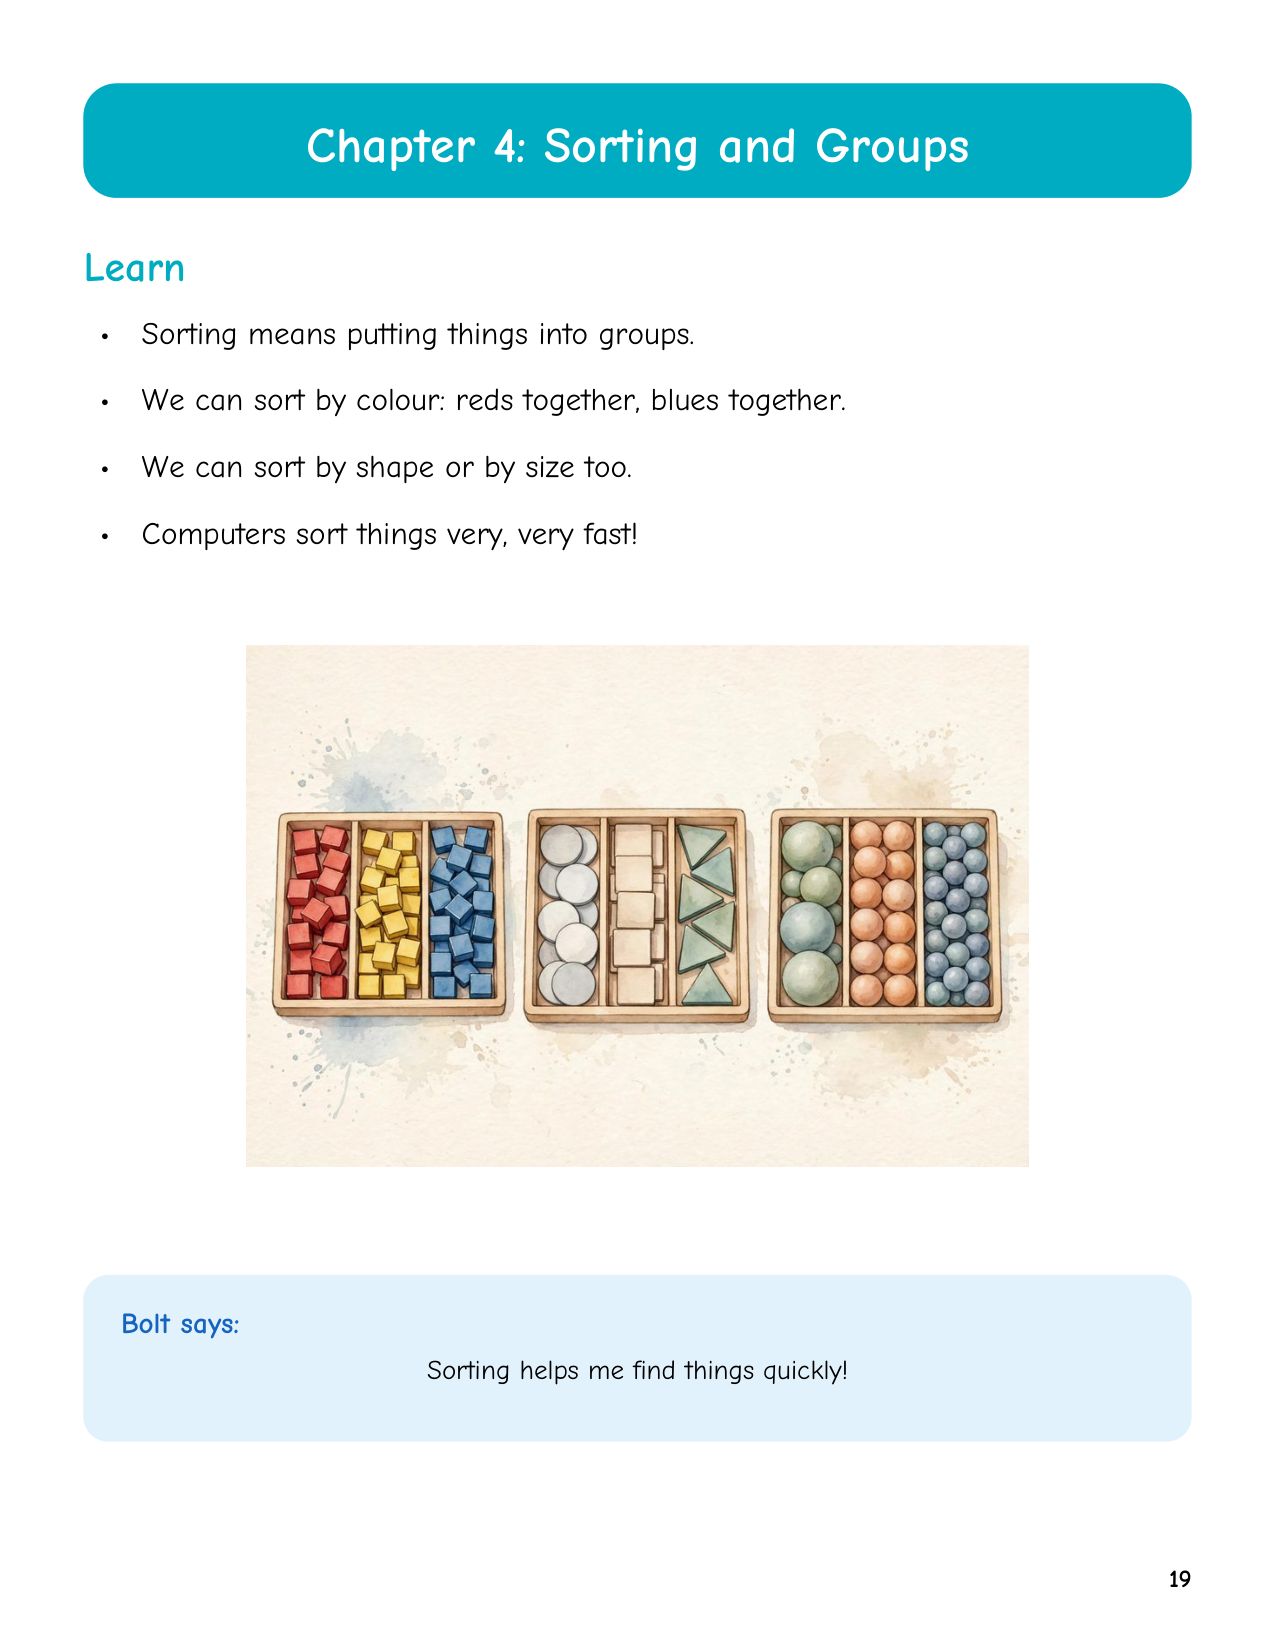 Chapter 4: Sorting and Groups
Learn
• Sorting means putting things into groups.
• We can sort by colour: reds together, blues together.
• We can sort by shape or by size too.
• Computers sort things very, very fast!
Bolt says:
Sorting helps me find things quickly!
19